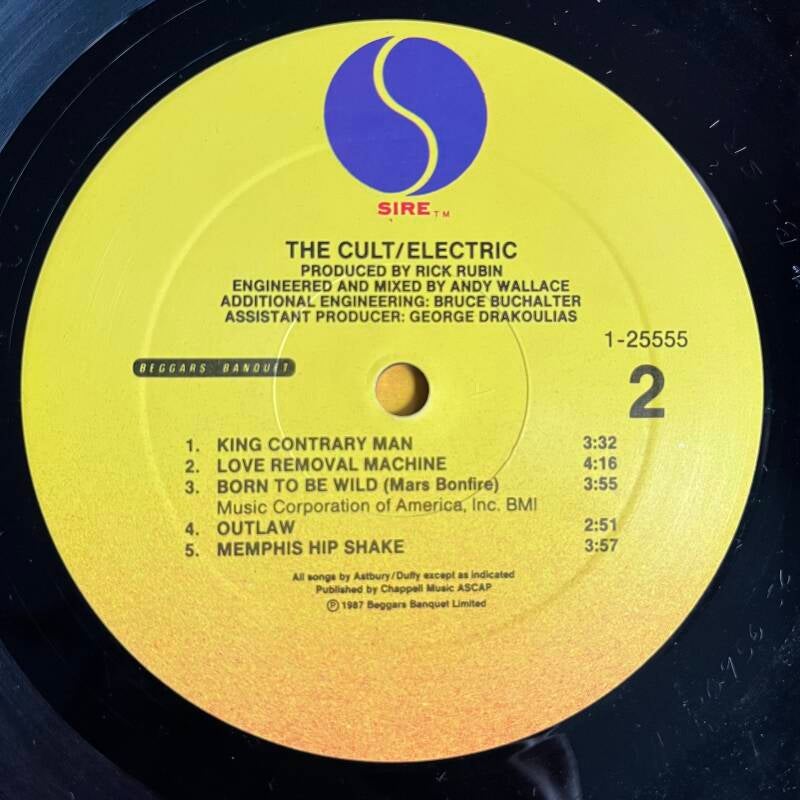 SIRE™
THE CULT/ELECTRIC
PRODUCED BY RICK RUBIN
ENGINEERED AND MIXED BY ANDY WALLACE
ADDITIONAL ENGINEERING: BRUCE BUCHALTER
ASSISTANT PRODUCER: GEORGE DRAKOULIAS
1-25555
BEGGARS BANQUET
2
1. KING CONTRARY MAN 3:32
2. LOVE REMOVAL MACHINE 4:16
3. BORN TO BE WILD (Mars Bonfire) 3:55
Music Corporation of America, Inc. BMI
4. OUTLAW 2:51
5. MEMPHIS HIP SHAKE 3:57
All songs by Astbury/Duffy except as indicated
Published by Chappell Music ASCAP
℗ 1987 Beggars Banquet Limited